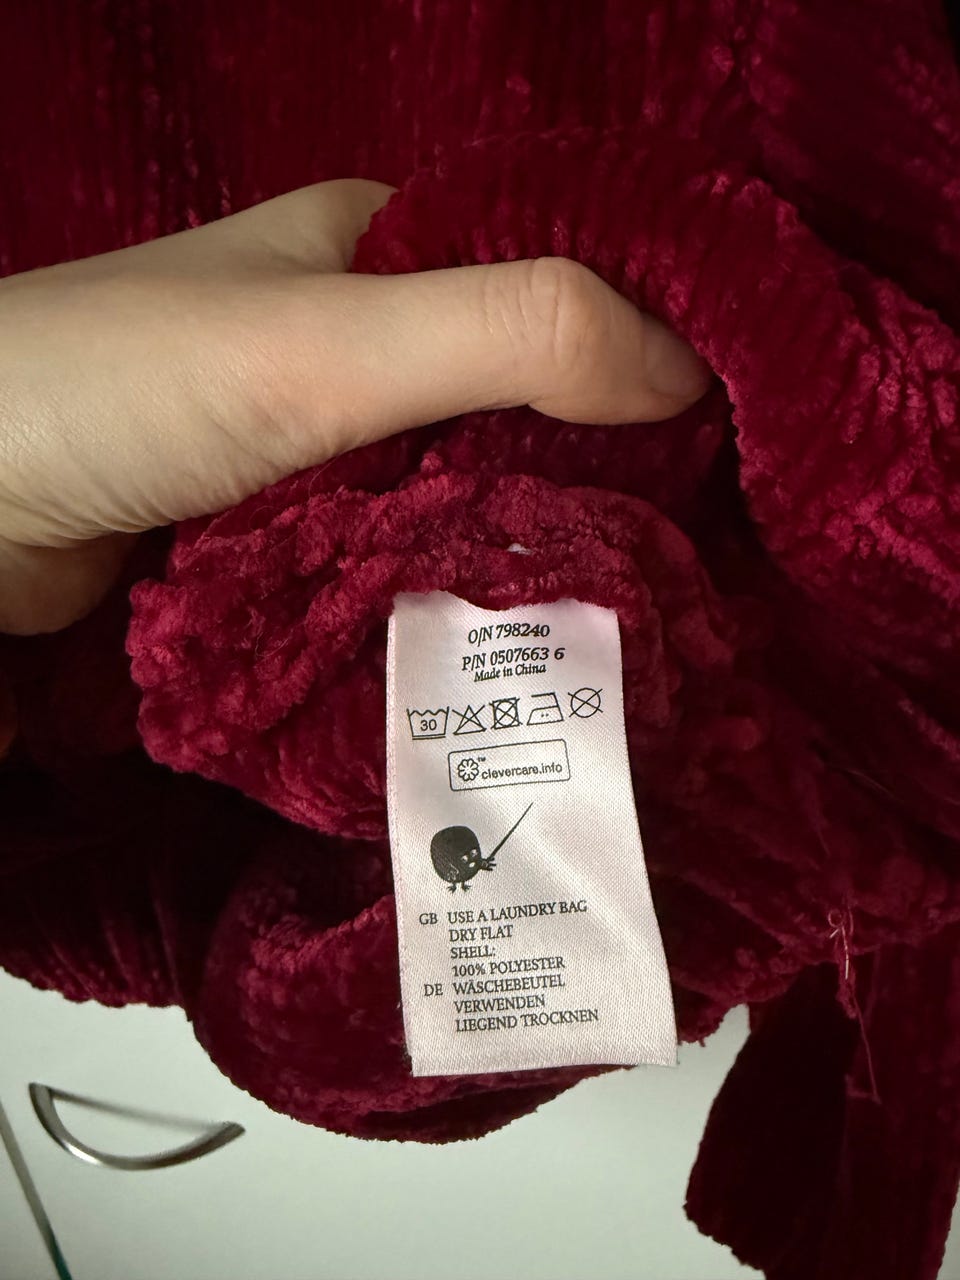 O/N 798240
P/N 0507663 6
Made in China
30
™ clevercare.info
GB USE A LAUNDRY BAG
DRY FLAT
SHELL:
100% POLYESTER
DE WÄSCHEBEUTEL
VERWENDEN
LIEGEND TROCKNEN